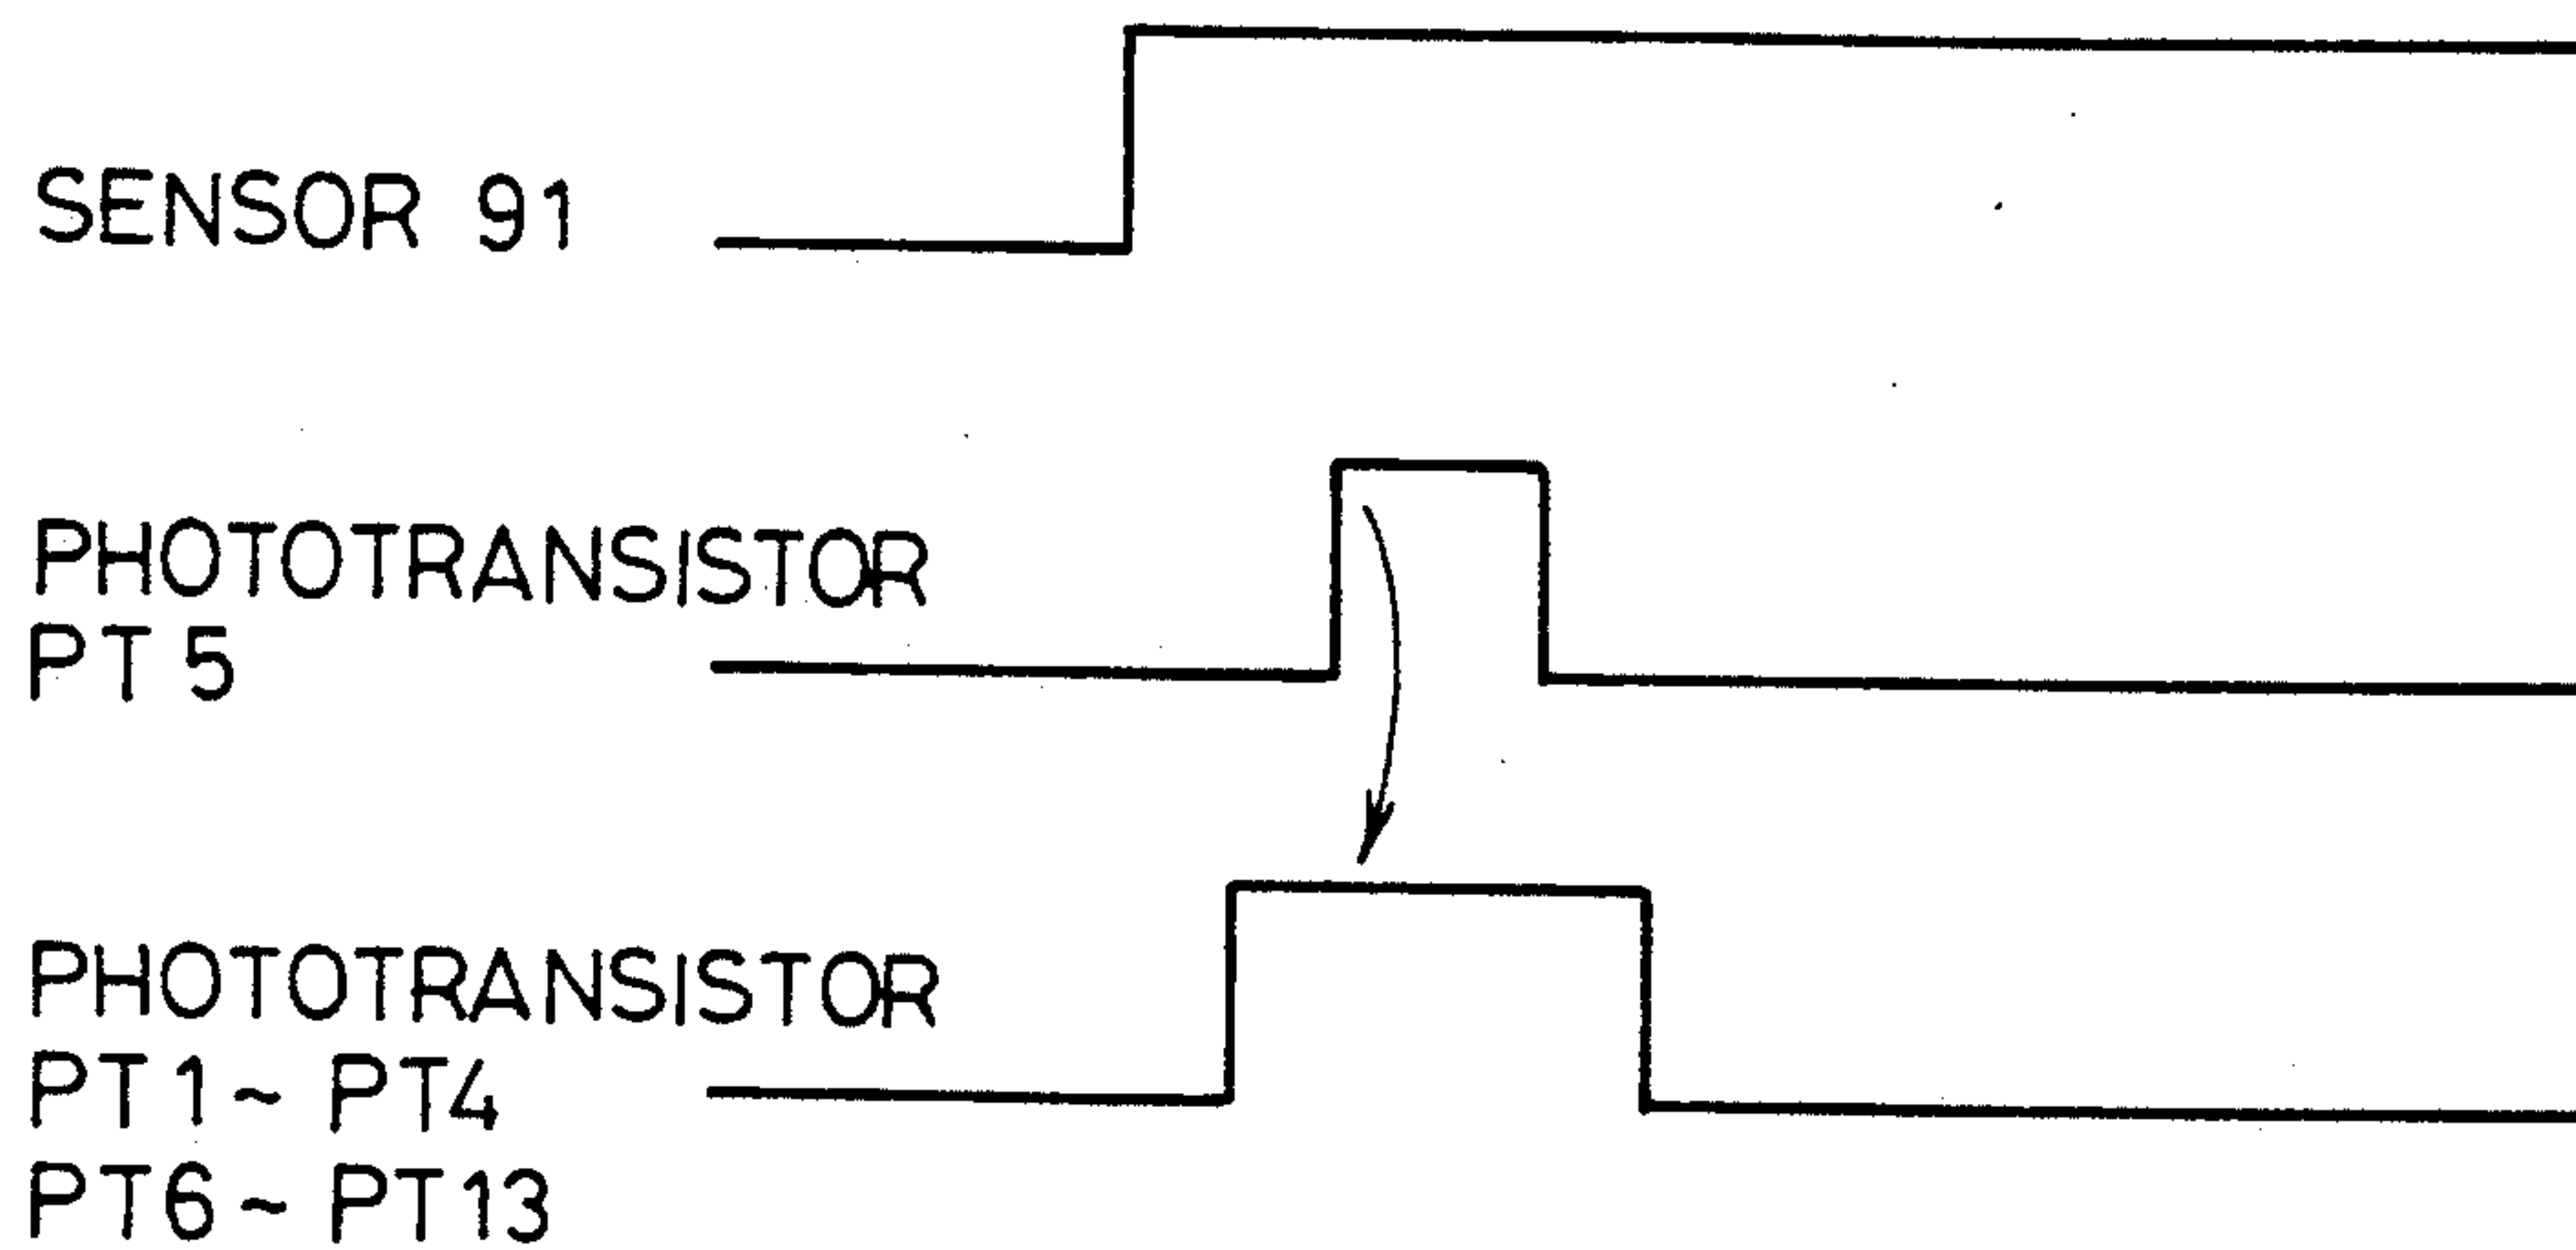 SENSOR 91
PHOTOTRANSISTOR
PT 5
PHOTOTRANSISTOR
PT 1 ~ PT4
PT6 ~ PT 13